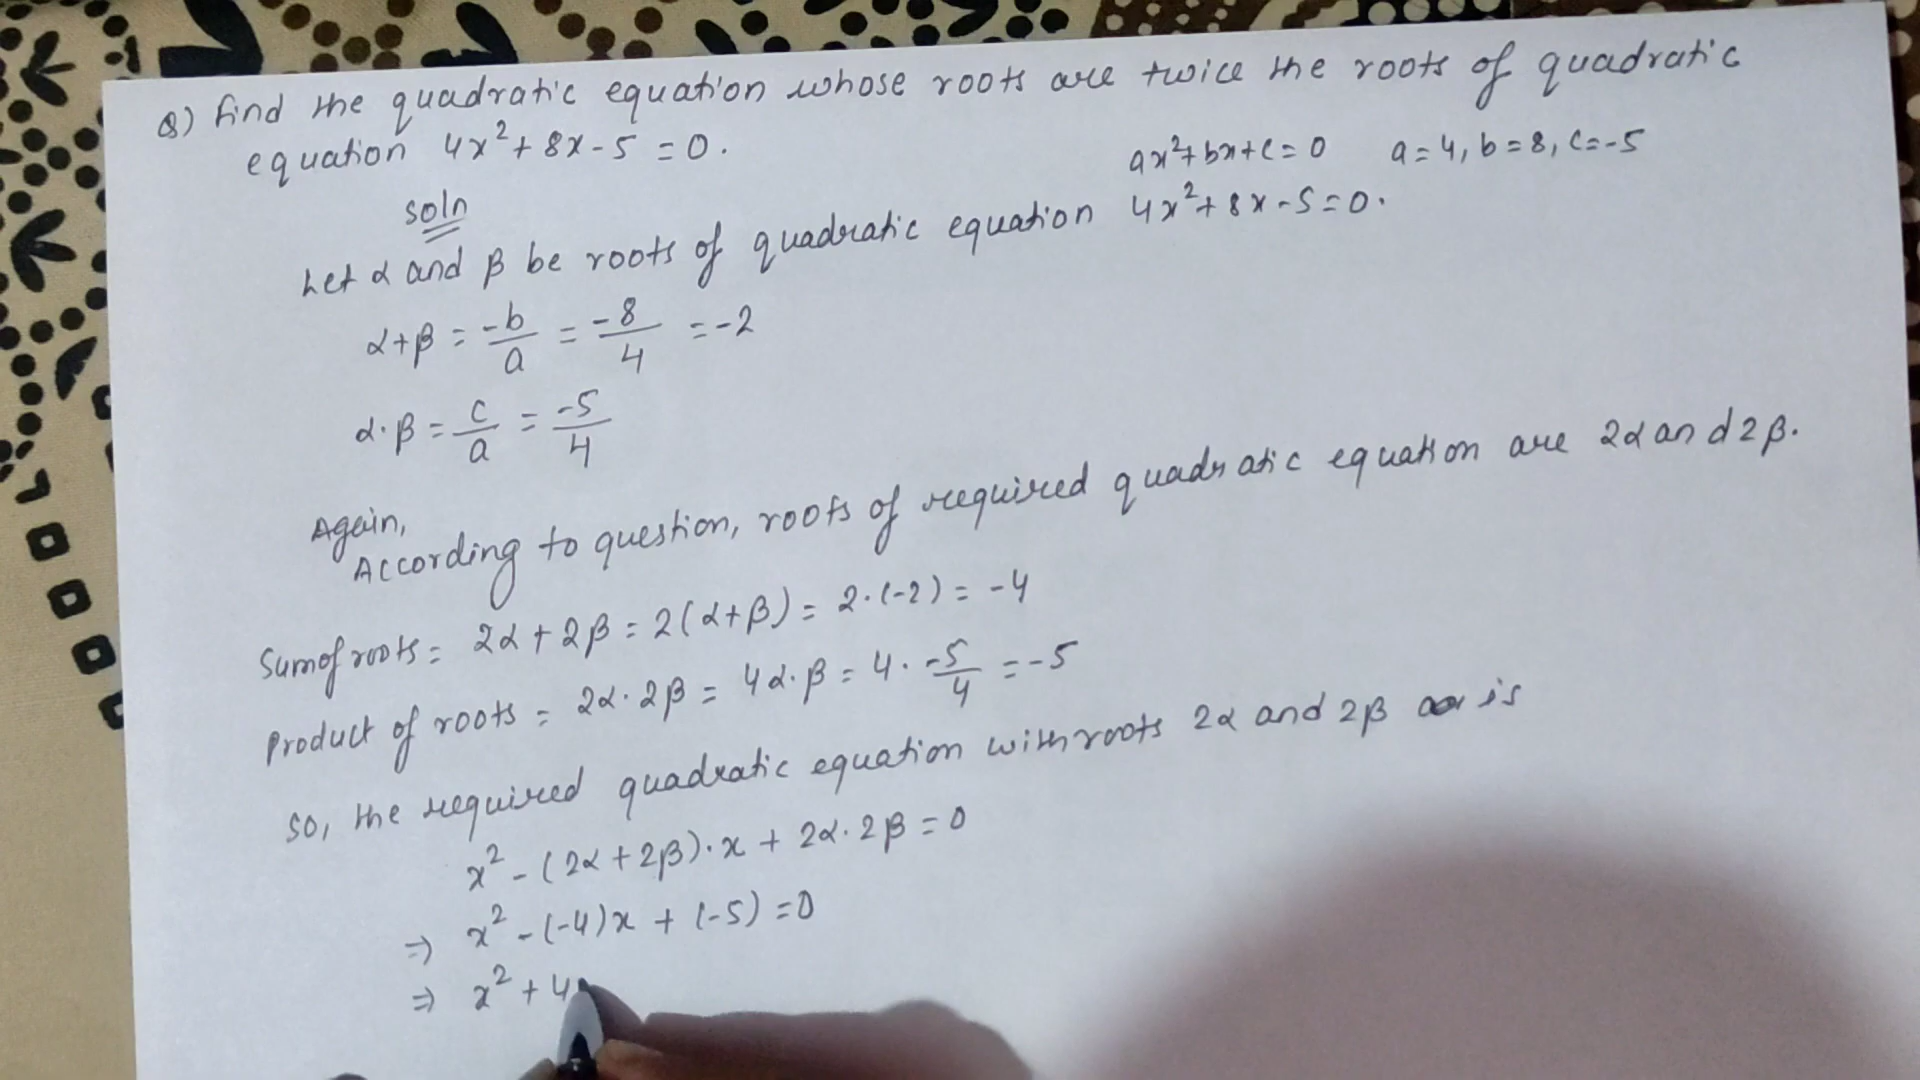 Q) Find the quadratic equation whose roots are twice the roots of quadratic
equation 4x²+8x-5=0.
ax²+bx+c=0 a=4, b=8, c=-5
soln
Let α and β be roots of quadratic equation 4x²+8x-5=0.
α+β = -b/a = -8/4 = -2
α·β = c/a = -5/4
Again,
According to question, roots of required quadratic equation are 2α and 2β.
Sum of roots = 2α+2β = 2(α+β) = 2·(-2) = -4
Product of roots = 2α·2β = 4α·β = 4·-5/4 = -5
So, the required quadratic equation with roots 2α and 2β is
x²-(2α+2β)·x+2α·2β=0
⇒ x²-(-4)x+(-5)=0
⇒ x²+4